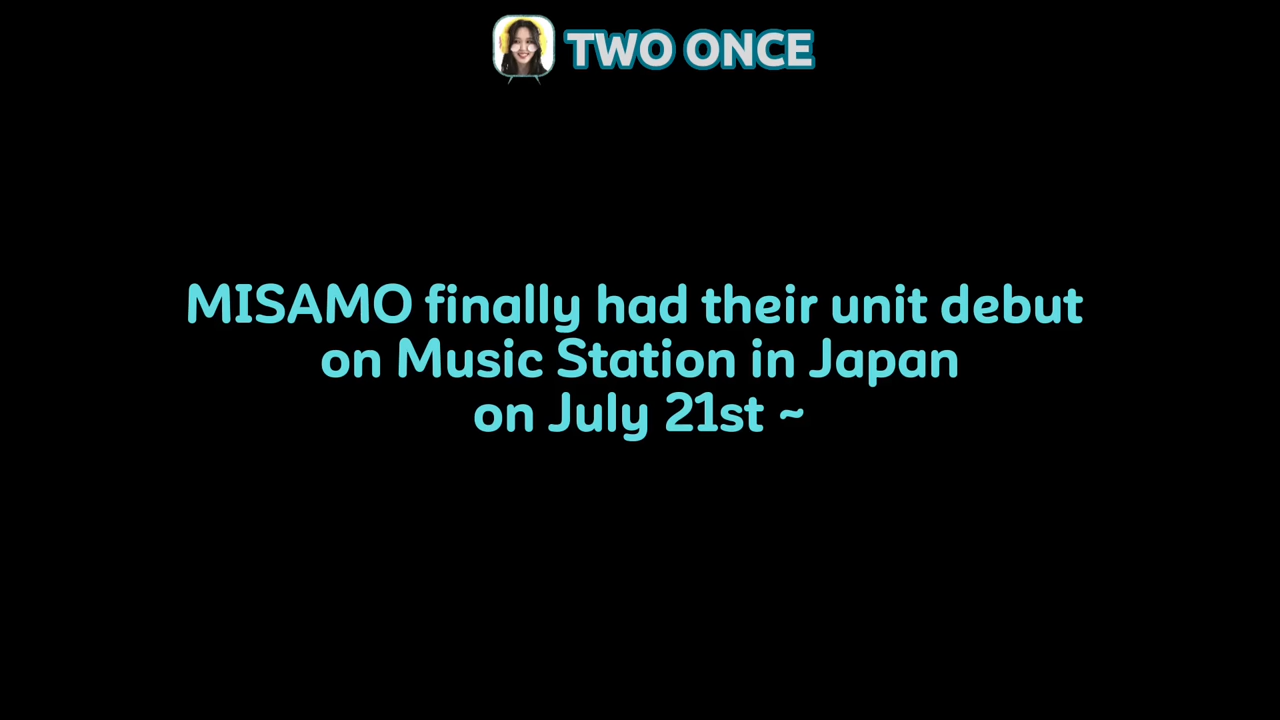 TWO ONCE
MISAMO finally had their unit debut
on Music Station in Japan
on July 21st ~